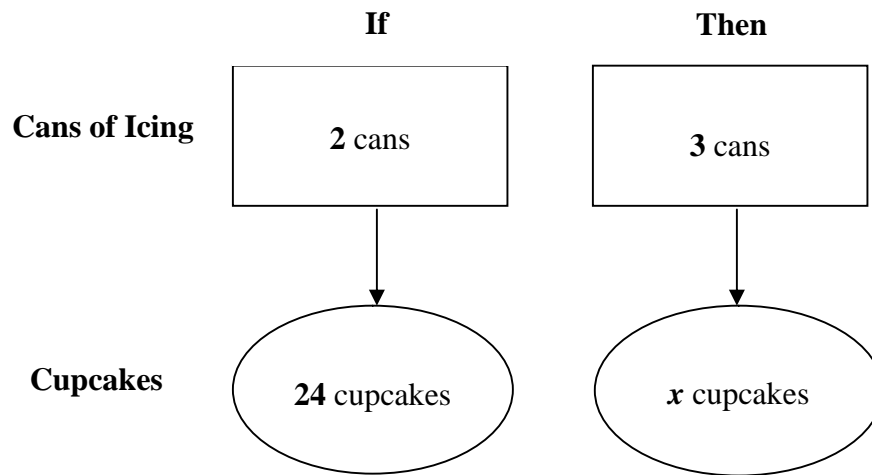 If Then
Cans of Icing 2 cans 3 cans
Cupcakes 24 cupcakes x cupcakes